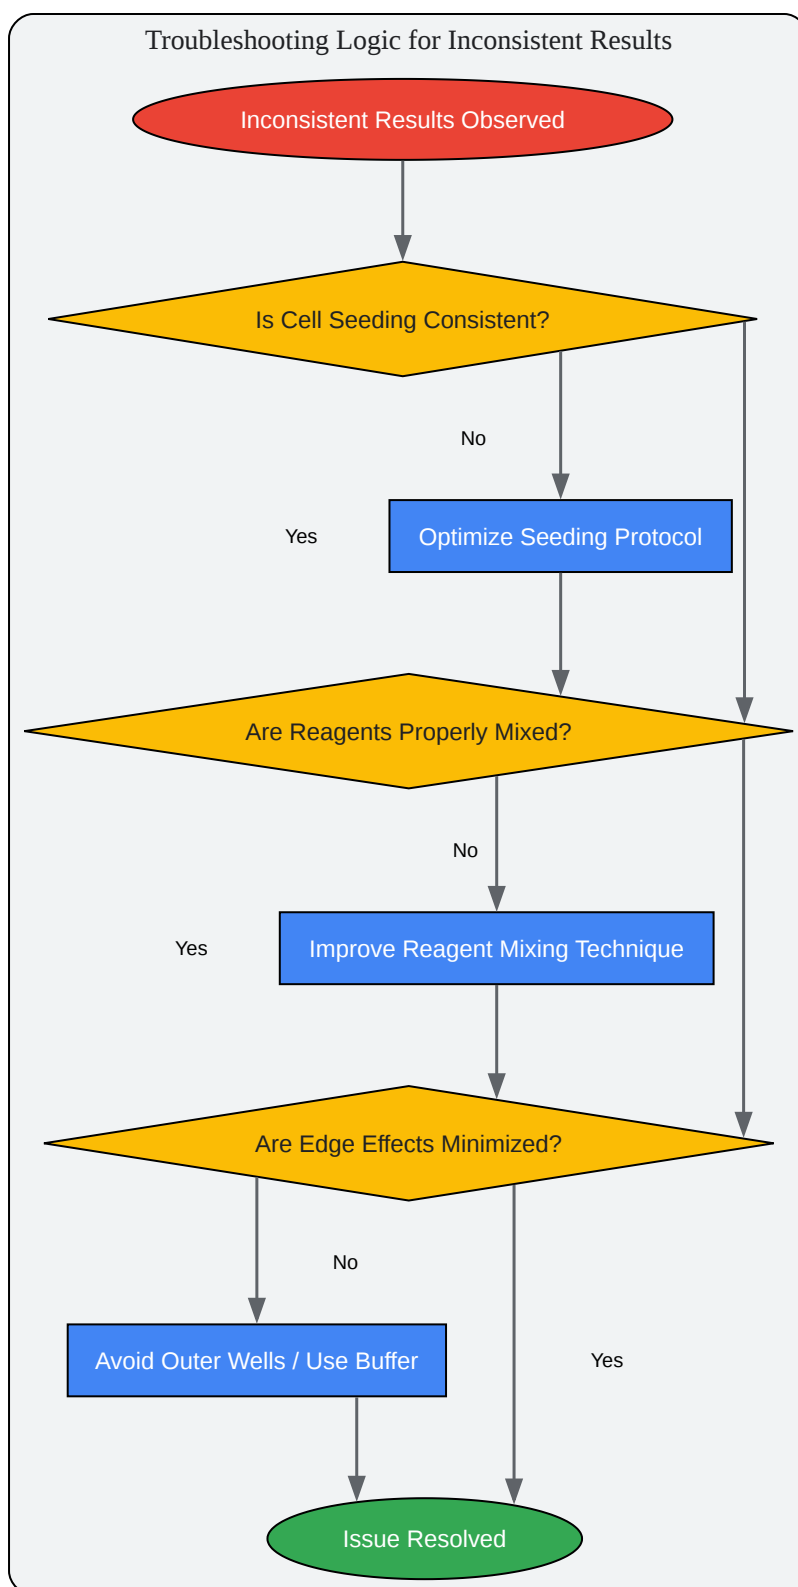 Troubleshooting Logic for Inconsistent Results
Inconsistent Results Observed
Is Cell Seeding Consistent?
No
Yes
Optimize Seeding Protocol
Are Reagents Properly Mixed?
No
Yes
Improve Reagent Mixing Technique
Are Edge Effects Minimized?
No
Avoid Outer Wells / Use Buffer
Yes
Issue Resolved